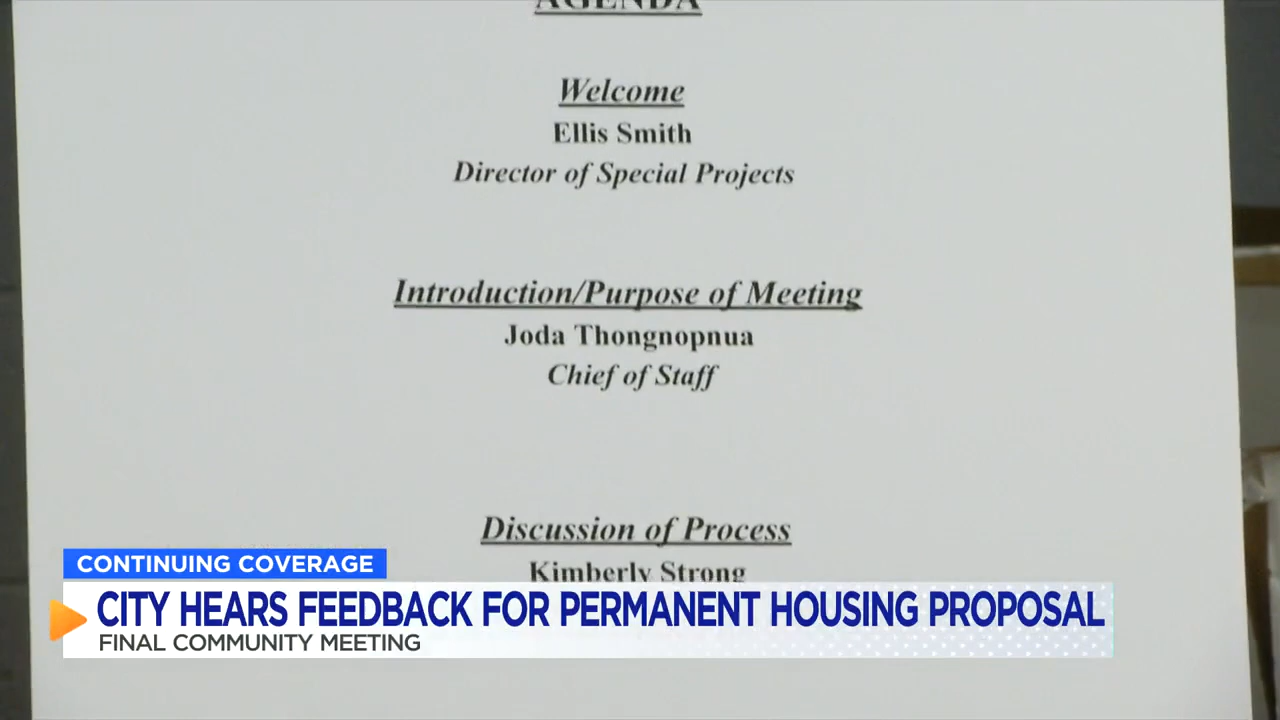 AGENDA
Welcome
Ellis Smith
Director of Special Projects
Introduction/Purpose of Meeting
Joda Thongnopnua
Chief of Staff
Discussion of Process
Kimberly Strong
CONTINUING COVERAGE
CITY HEARS FEEDBACK FOR PERMANENT HOUSING PROPOSAL
FINAL COMMUNITY MEETING